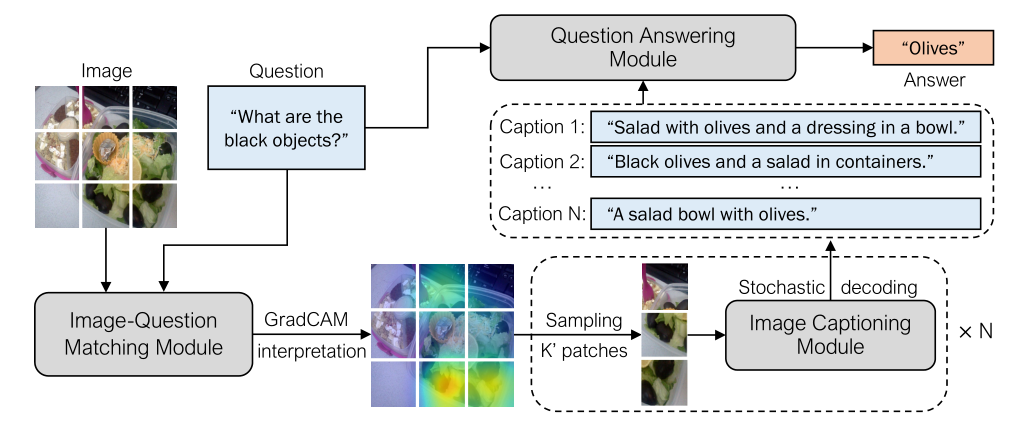 Image
Question
"What are the
black objects?"
Question Answering
Module
"Olives"
Answer
Caption 1:
"Salad with olives and a dressing in a bowl."
Caption 2:
"Black olives and a salad in containers."
...
...
Caption N:
"A salad bowl with olives."
Image-Question
Matching Module
GradCAM
interpretation
Sampling
K' patches
Stochastic decoding
Image Captioning
Module
× N